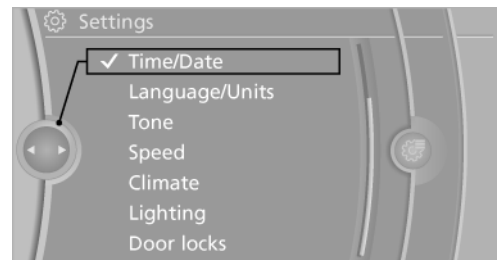 Settings
Time/Date
Language/Units
Tone
Speed
Climate
Lighting
Door locks